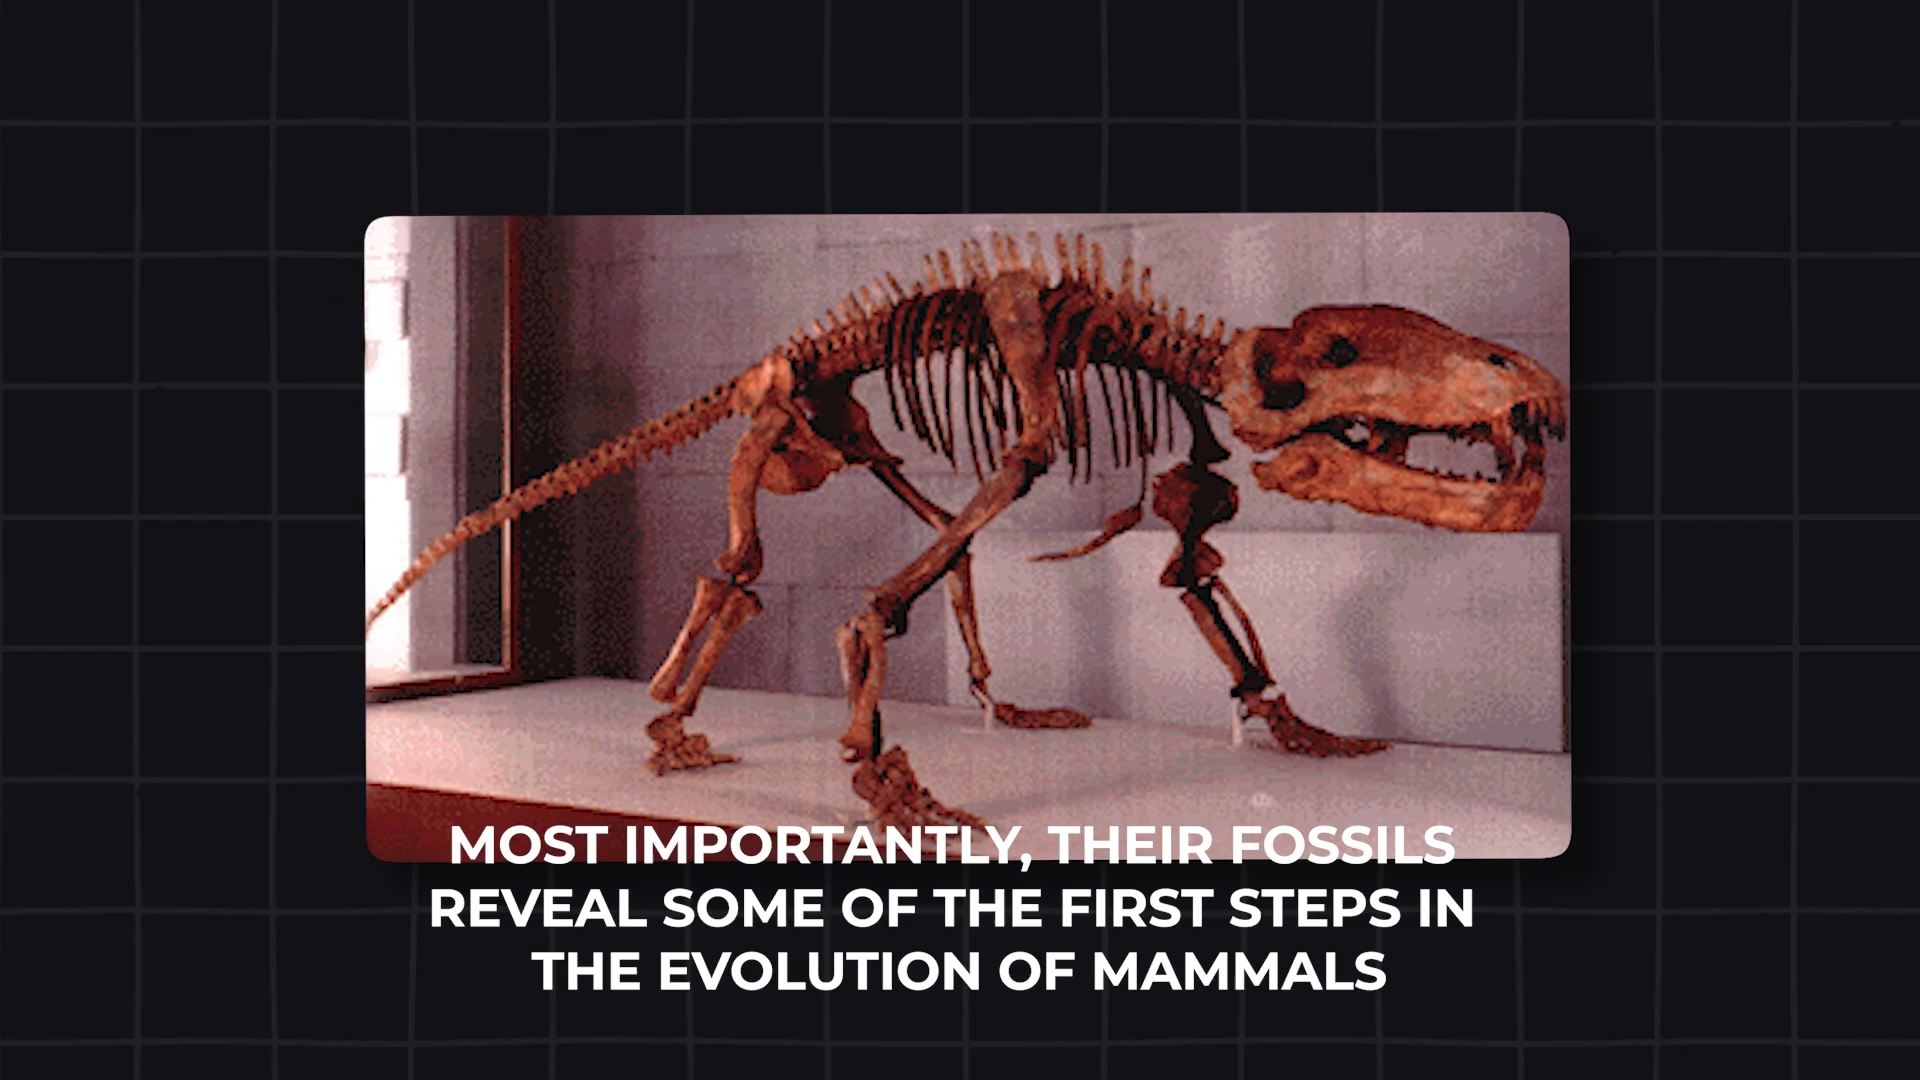 MOST IMPORTANTLY, THEIR FOSSILS
REVEAL SOME OF THE FIRST STEPS IN
THE EVOLUTION OF MAMMALS